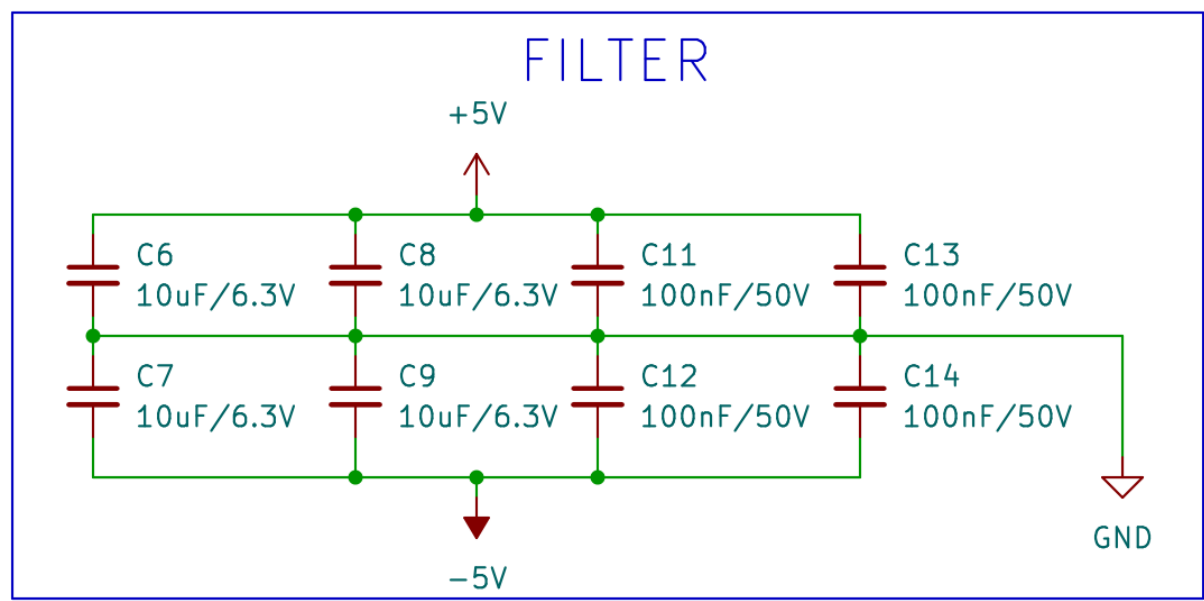 FILTER
+5V
C6
10uF/6.3V
C8
10uF/6.3V
C11
100nF/50V
C13
100nF/50V
C7
10uF/6.3V
C9
10uF/6.3V
C12
100nF/50V
C14
100nF/50V
GND
-5V